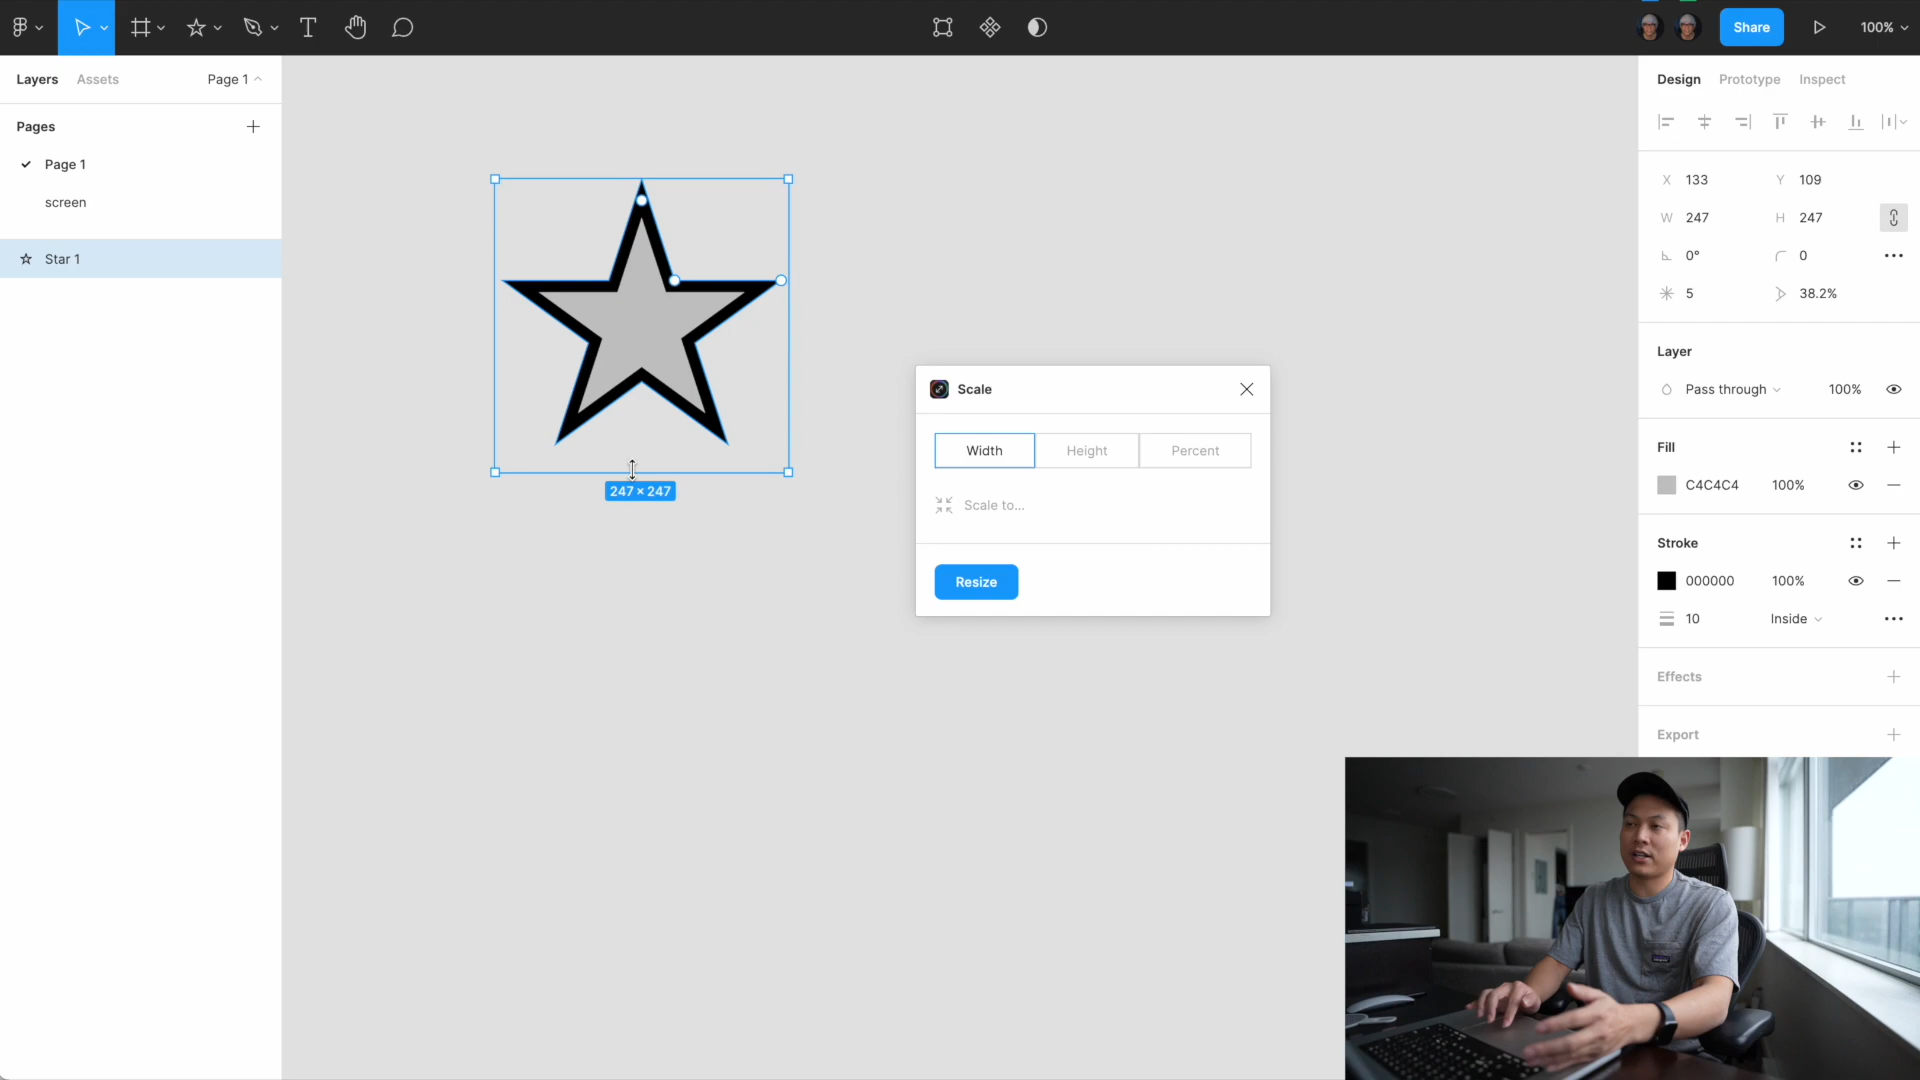 Share
100%
Layers
Assets
Page 1
Pages
Page 1
screen
Star 1
247 × 247
Scale
Width
Height
Percent
Scale to...
Resize
Design
Prototype
Inspect
X 133
Y 109
W 247
H 247
0°
0
5
38.2%
Layer
Pass through
100%
Fill
C4C4C4
100%
Stroke
000000
100%
10
Inside
Effects
Export